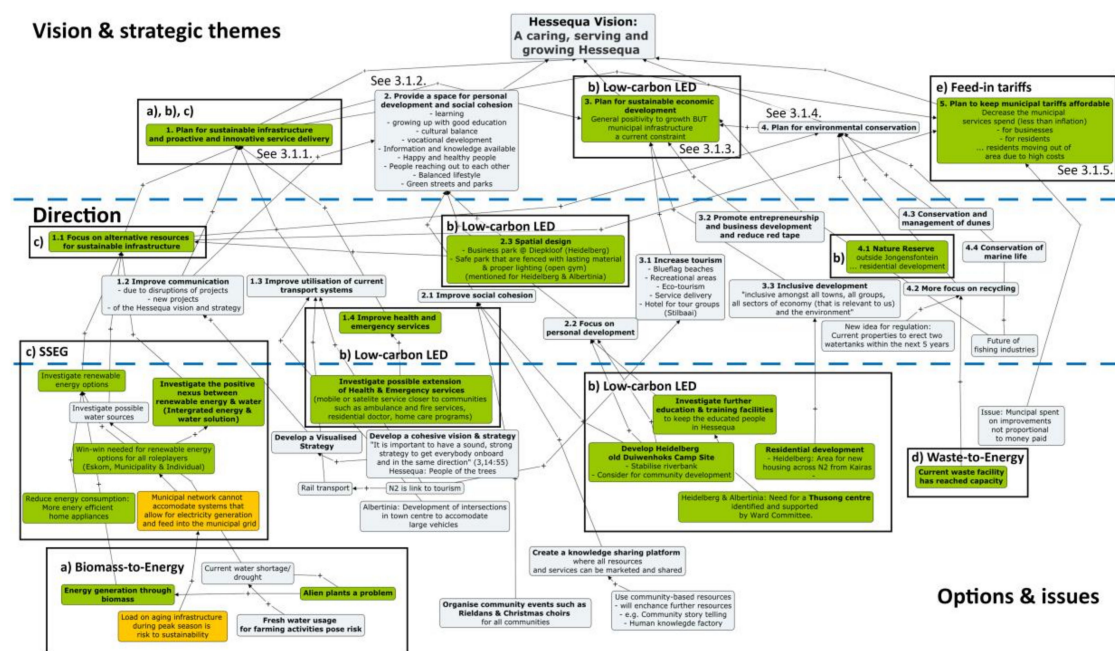 Vision & strategic themes
Hessequa Vision:
A caring, serving and
growing Hessequa
See 3.1.2.
a), b), c)
1. Plan for sustainable infrastructure
and proactive and innovative service delivery
See 3.1.1.
2. Provide a space for personal
development and social cohesion
- learning
- growing up with good education
- cultural balance
- vocational development
- Information and knowledge available
- Happy and healthy people
- People reaching out to each other
- Balanced lifestyle
- Green streets and parks
b) Low-carbon LED
3. Plan for sustainable economic
development
General positivity to growth BUT
municipal infrastructure
a current constraint
See 3.1.3.
See 3.1.4.
4. Plan for environmental conservation
e) Feed-in tariffs
5. Plan to keep municipal tariffs affordable
Decrease the municipal
services spend (less than inflation)
- for businesses
- for residents
... residents moving out of
area due to high costs
See 3.1.5.
Direction
c)
1.1 Focus on alternative resources
for sustainable infrastructure
b) Low-carbon LED
2.3 Spatial design
- Business park @ Diepkloof (Heidelberg)
- Safe park that are fenced with lasting material
& proper lighting (open gym)
(mentioned for Heidelberg & Albertinia)
3.2 Promote entrepreneurship
and business development
and reduce red tape
4.3 Conservation and
management of dunes
b)
4.1 Nature Reserve
outside Jongensfontein
... residential development
4.4 Conservation of
marine life
1.2 Improve communication
- due to disruptions of projects
- new projects
- of the Hessequa vision and strategy
1.3 Improve utilisation of current
transport systems
2.1 Improve social cohesion
3.1 Increase tourism
- Blueflag beaches
- Recreational areas
- Eco-tourism
- Service delivery
- Hotel for tour groups
(Stilbaai)
3.3 Inclusive development
"inclusive amongst all towns, all groups,
all sectors of economy (that is relevant to us)
and the environment"
4.2 More focus on recycling
1.4 Improve health and
emergency services
b) Low-carbon LED
2.2 Focus on
personal development
New idea for regulation:
Current properties to erect two
watertanks within the next 5 years
Future of
fishing industries
c) SSEG
Investigate renewable
energy options
Investigate the positive
nexus between
renewable energy & water
(Intergrated energy &
water solution)
Investigate possible
water sources
Win-win needed for renewable energy
options for all roleplayers
(Eskom, Municipality & Individual)
Reduce energy consumption:
More enery efficient
home appliances
Municipal network cannot
accomodate systems that
allow for electricity generation
and feed into the municipal grid
Investigate possible extension
of Health & Emergency services
(mobile or satelite service closer to communities
such as ambulance and fire services,
residential doctor, home care programs)
Develop a Visualised
Strategy
Develop a cohesive vision & strategy
"It is important to have a sound, strong
strategy to get everybody onboard
and in the same direction" (3,14:55)
Hessequa: People of the trees
Rail transport
N2 is link to tourism
Albertinia: Development of intersections
in town centre to accomodate
large vehicles
b) Low-carbon LED
Investigate further
education & training facilities
to keep the educated people
in Hessequa
Develop Heidelberg
old Duiwenhoks Camp Site
- Stabilise riverbank
- Consider for community development
Residential development
- Heidelberg: Area for new
housing across N2 from Kairas
-
Heidelberg & Albertinia: Need for a Thusong centre
identified and supported
by Ward Committee.
Issue: Muncipal spent
on improvements
not proportional
to money paid
d) Waste-to-Energy
Current waste facility
has reached capacity
a) Biomass-to-Energy
Current water shortage/
drought
Energy generation through
biomass
Alien plants a problem
Load on aging infrastructure
during peak season is
risk to sustainability
Fresh water usage
for farming activities pose risk
Create a knowledge sharing platform
where all resources
and services can be marketed and shared
Organise community events such as
Rieldans & Christmas choirs
for all communities
Use community-based resources
- will enchance further resources
- e.g. Community story telling
- Human knowlegde factory
Options & issues